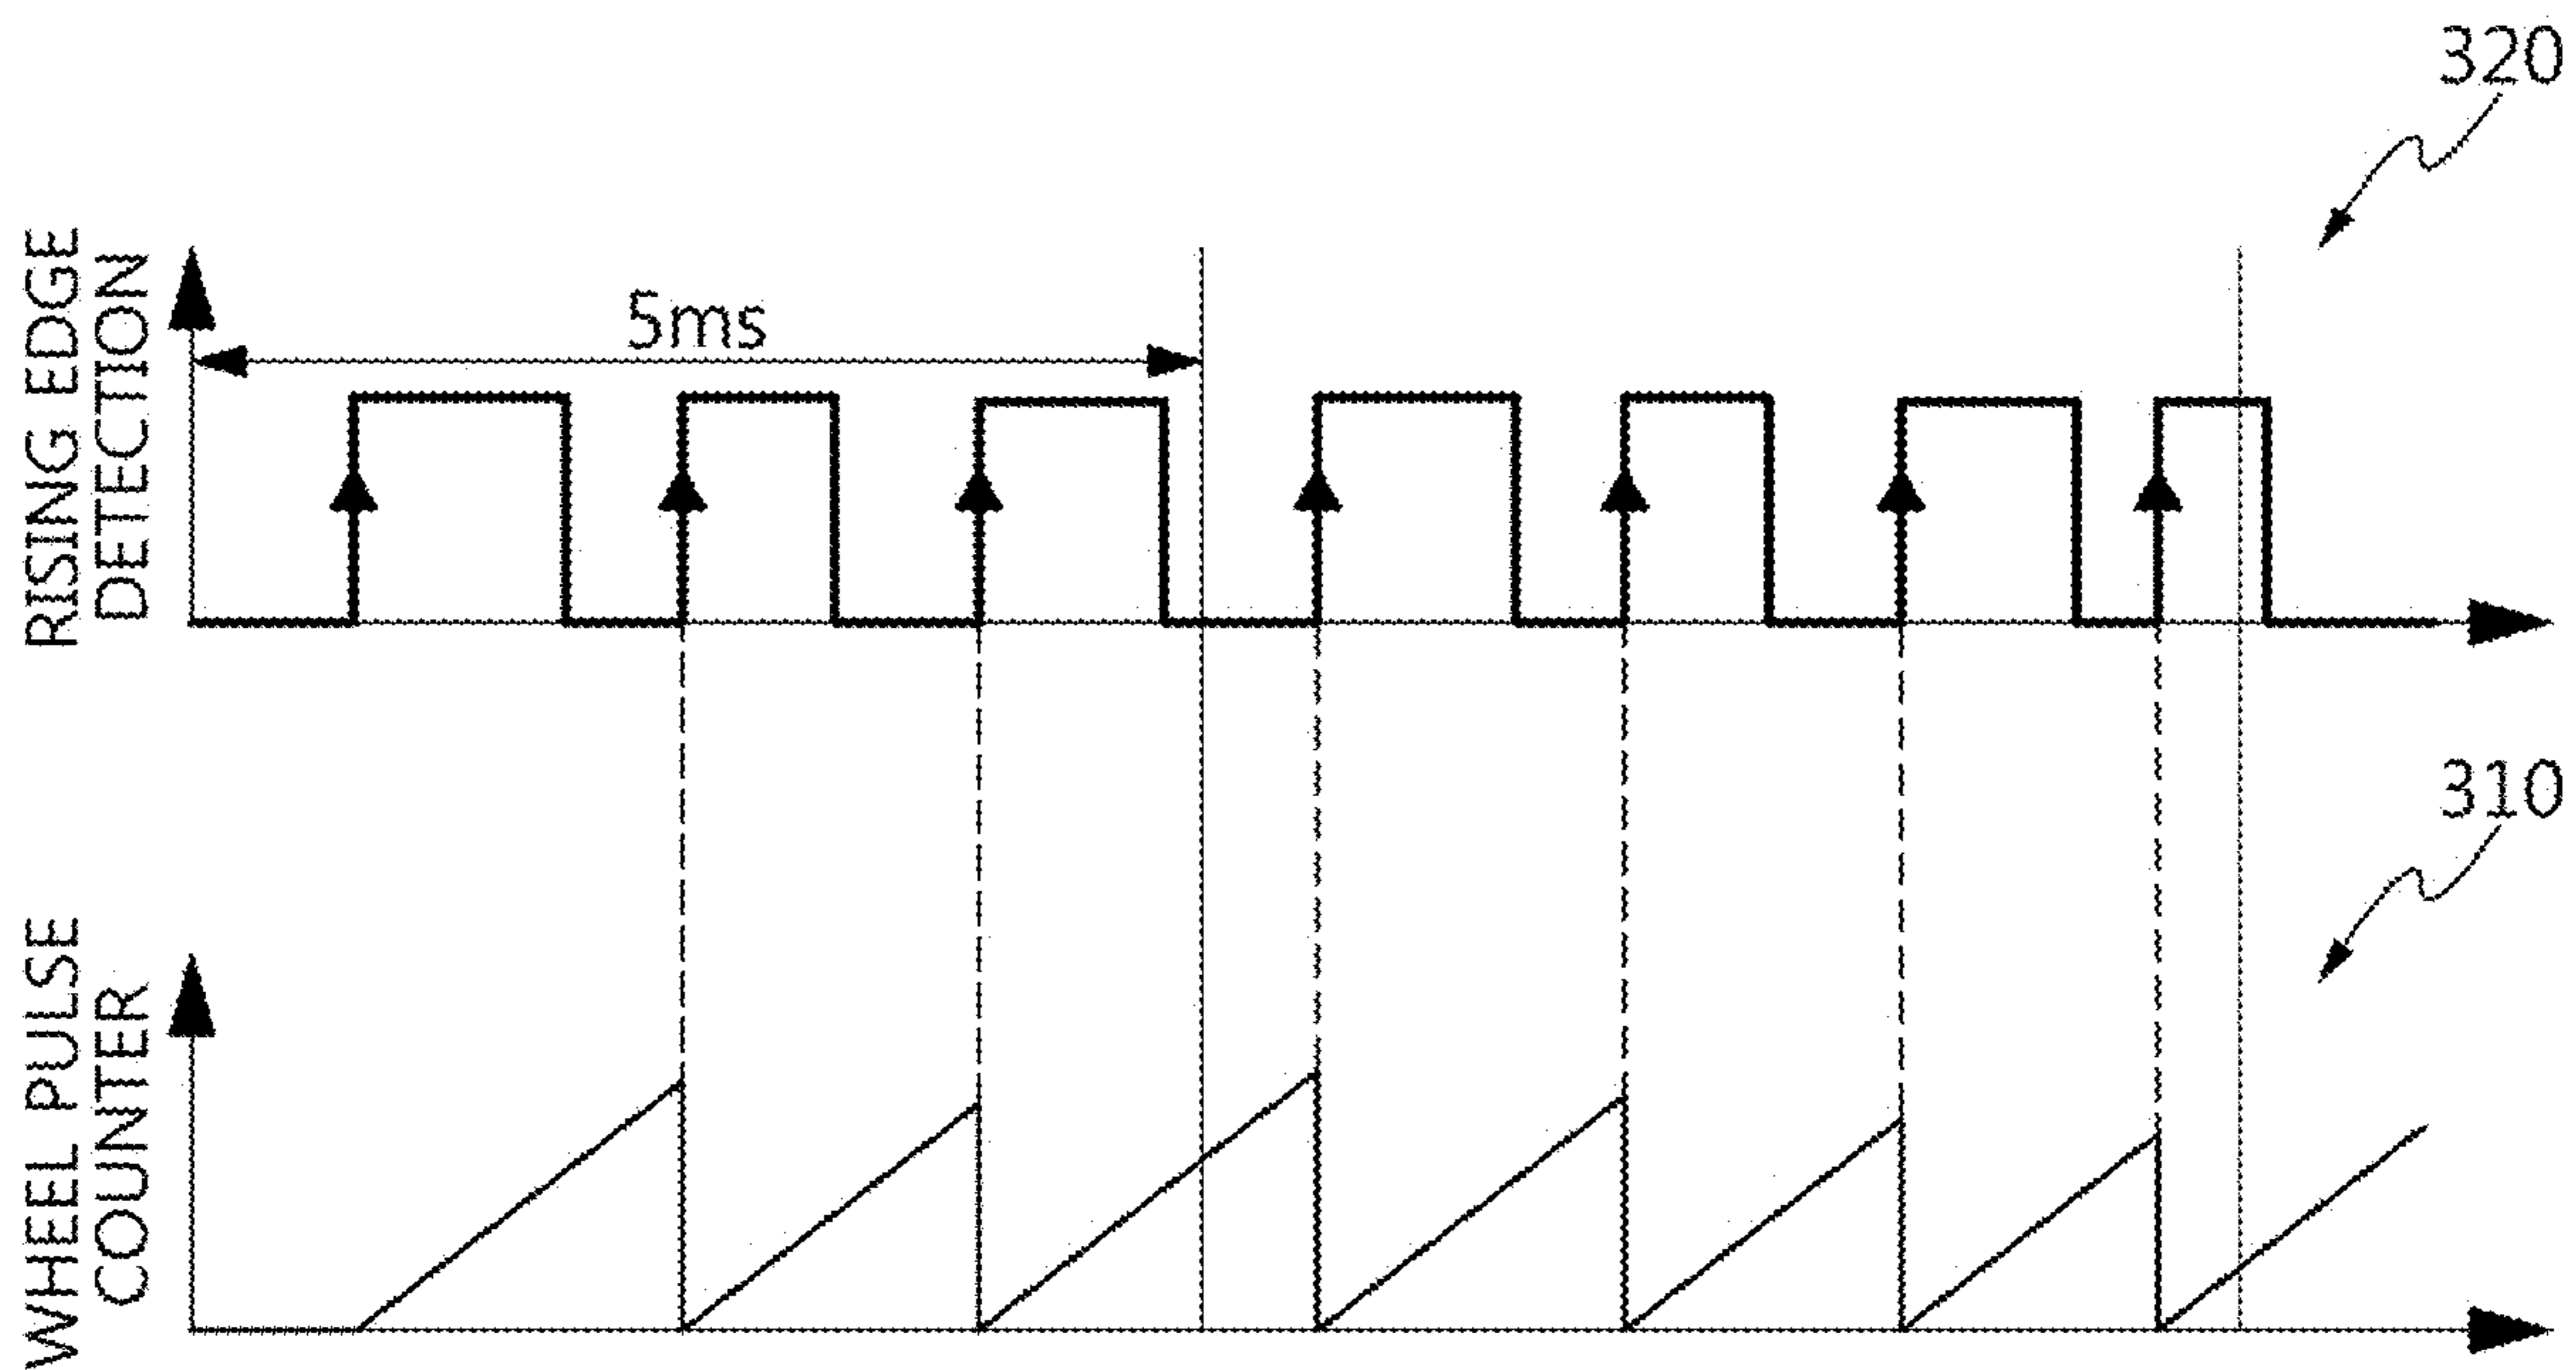 320
RISING EDGE
DETECTION
5ms
310
WHEEL PULSE
COUNTER